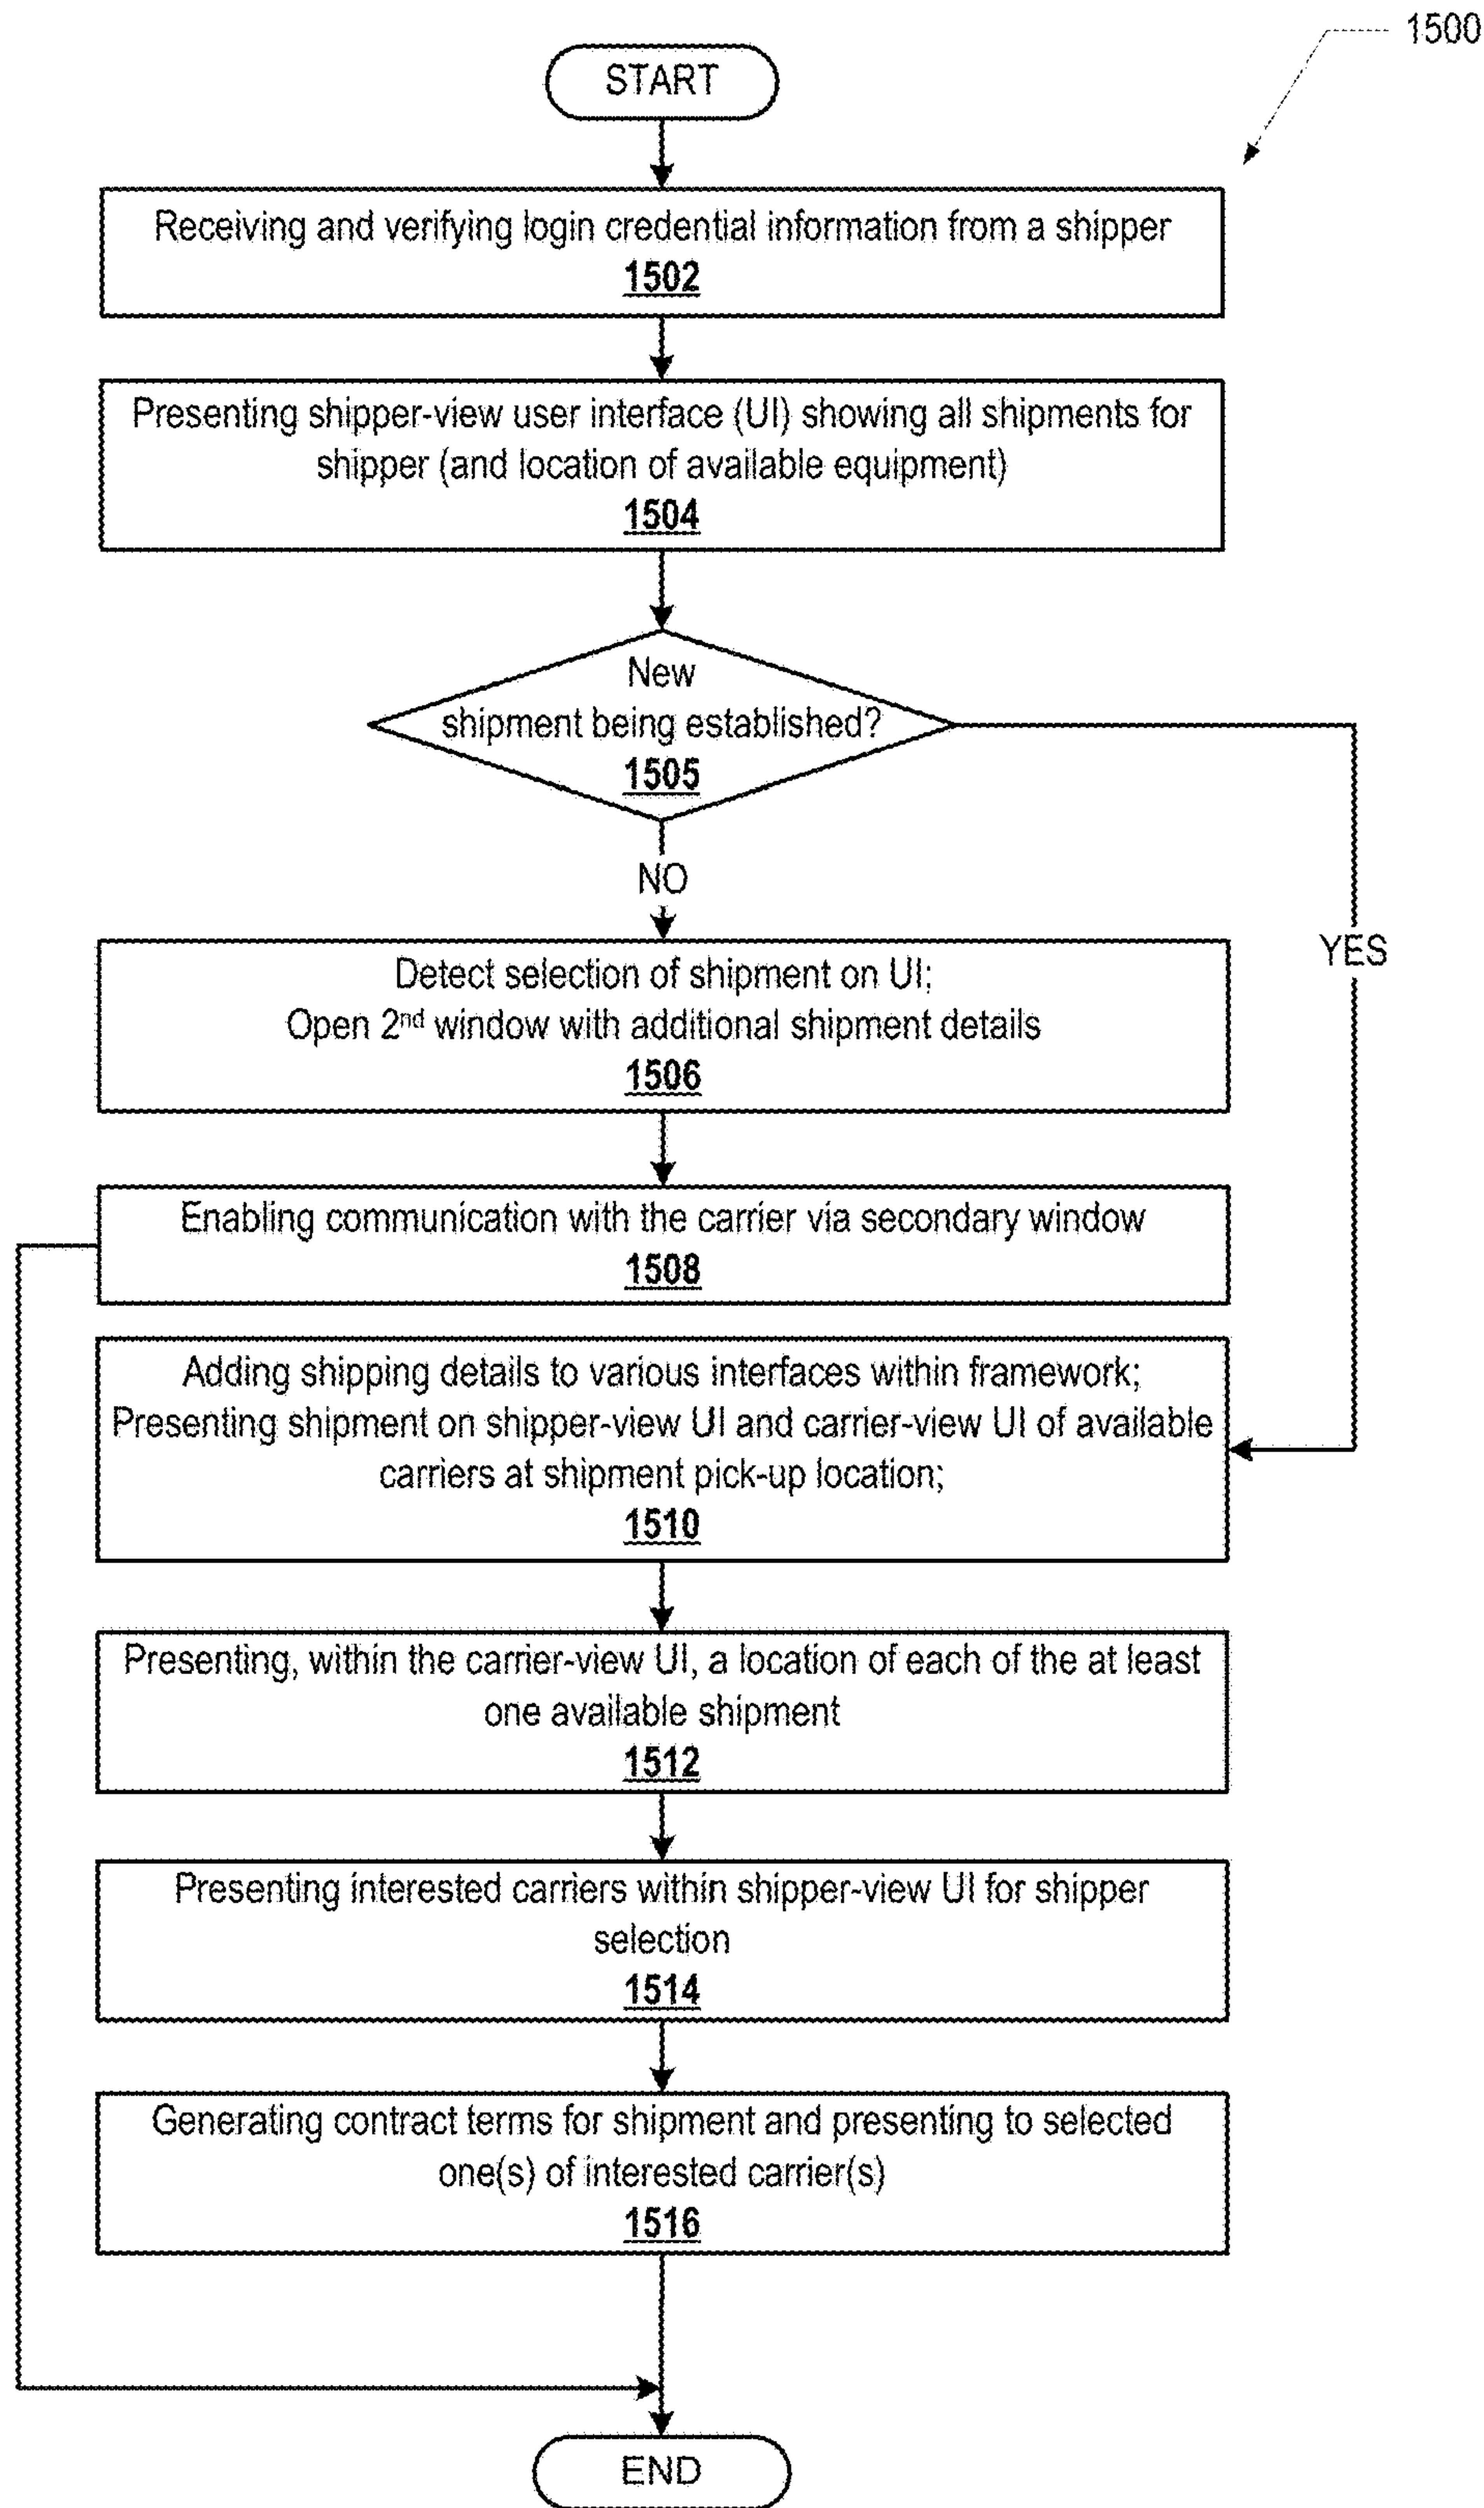 1500
START
Receiving and verifying login credential information from a shipper
1502
Presenting shipper-view user interface (UI) showing all shipments for
shipper (and location of available equipment)
1504
New
shipment being established?
1505
NO
YES
Detect selection of shipment on UI;
Open 2nd window with additional shipment details
1506
Enabling communication with the carrier via secondary window
1508
Adding shipping details to various interfaces within framework;
Presenting shipment on shipper-view UI and carrier-view UI of available
carriers at shipment pick-up location;
1510
Presenting, within the carrier-view UI, a location of each of the at least
one available shipment
1512
Presenting interested carriers within shipper-view UI for shipper
selection
1514
Generating contract terms for shipment and presenting to selected
one(s) of interested carrier(s)
1516
END